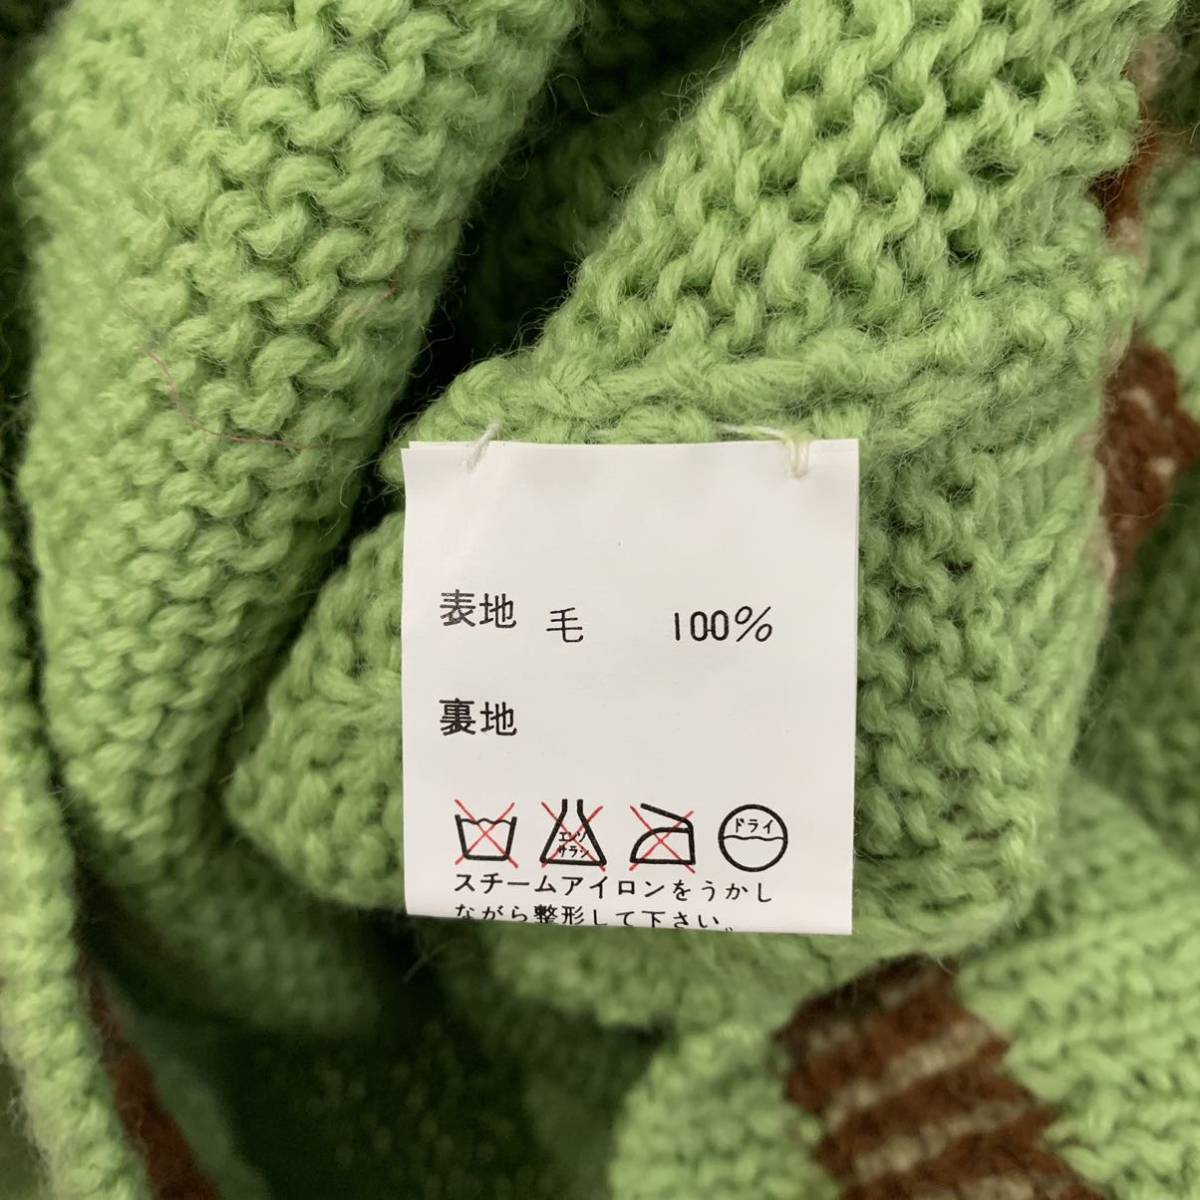 表地 毛 100%
裏地
エンソ
サラシ
ドライ
スチームアイロンをうかし
ながら整形して下さい。